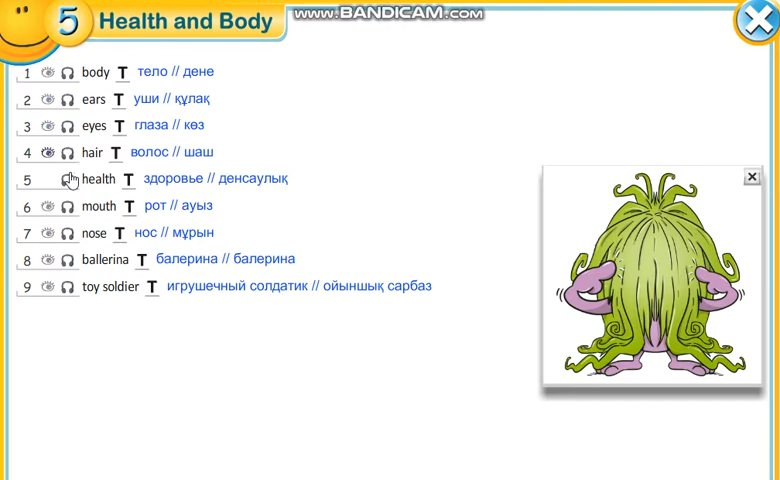 WWW.BANDICAM.COM
5 Health and Body
1 body T тело // дене
2 ears T уши // құлақ
3 eyes T глаза // көз
4 hair T волос // шаш
5 health T здоровье // денсаулық
6 mouth T рот // ауыз
7 nose T нос // мұрын
8 ballerina T балерина // балерина
9 toy soldier T игрушечный солдатик // ойыншық сарбаз